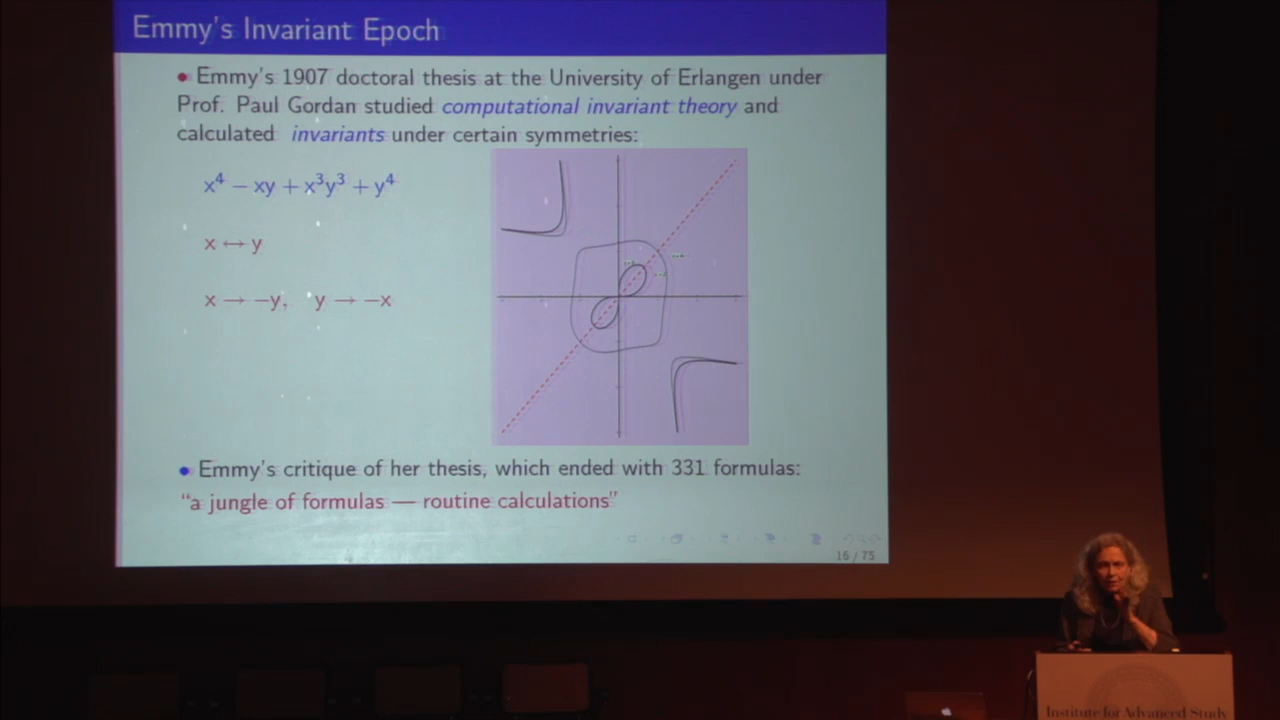 Emmy's Invariant Epoch
• Emmy's 1907 doctoral thesis at the University of Erlangen under
Prof. Paul Gordan studied computational invariant theory and
calculated invariants under certain symmetries:
x⁴ − xy + x³y³ + y⁴
x ↔ y
x → −y, y → −x
• Emmy's critique of her thesis, which ended with 331 formulas:
"a jungle of formulas — routine calculations"
16 / 75
Institute for Advanced Study